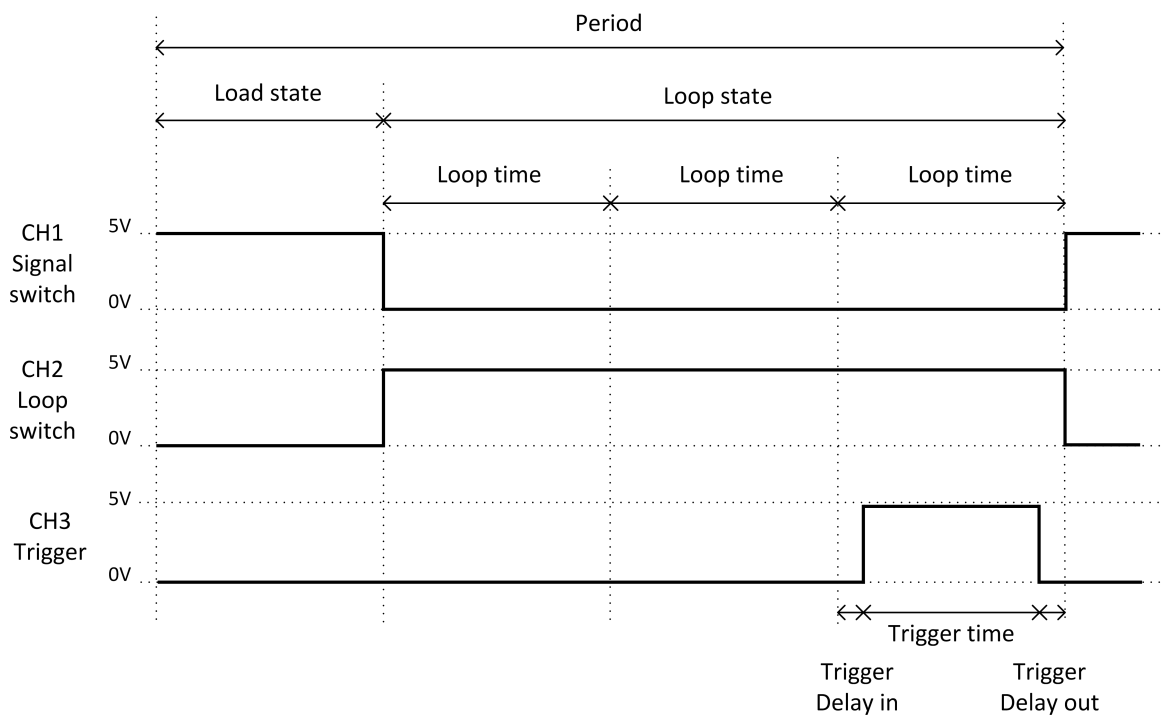 Period
Load state
Loop state
Loop time
Loop time
Loop time
CH1
Signal
switch
5V
0V
CH2
Loop
switch
5V
0V
CH3
Trigger
5V
0V
Trigger time
Trigger
Delay in
Trigger
Delay out